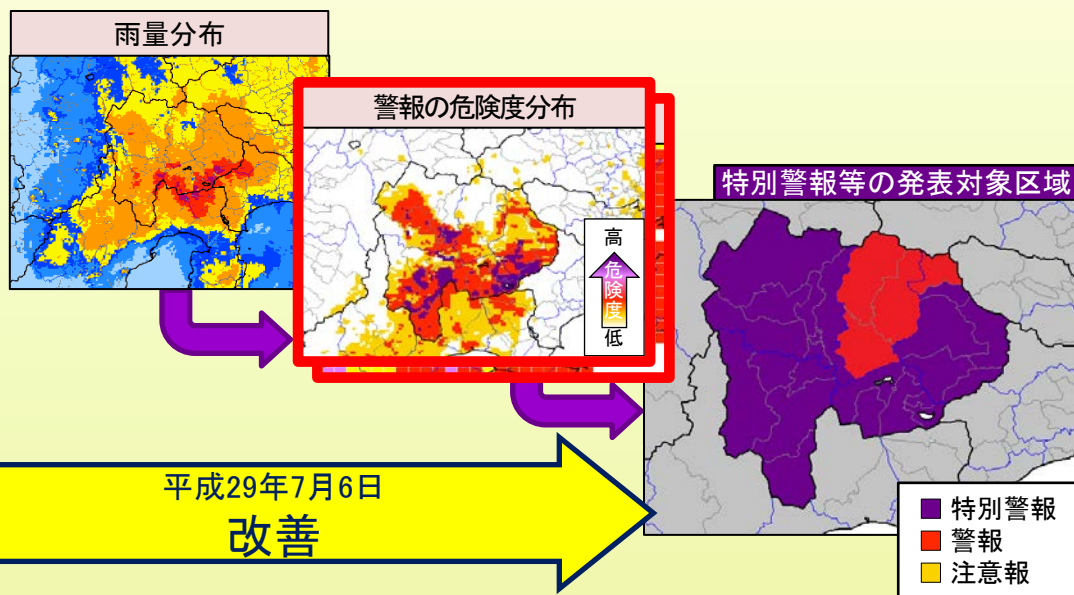 雨量分布
警報の危険度分布
高
危険度
低
特別警報等の発表対象区域
特別警報
警報
注意報
平成29年7月6日
改善